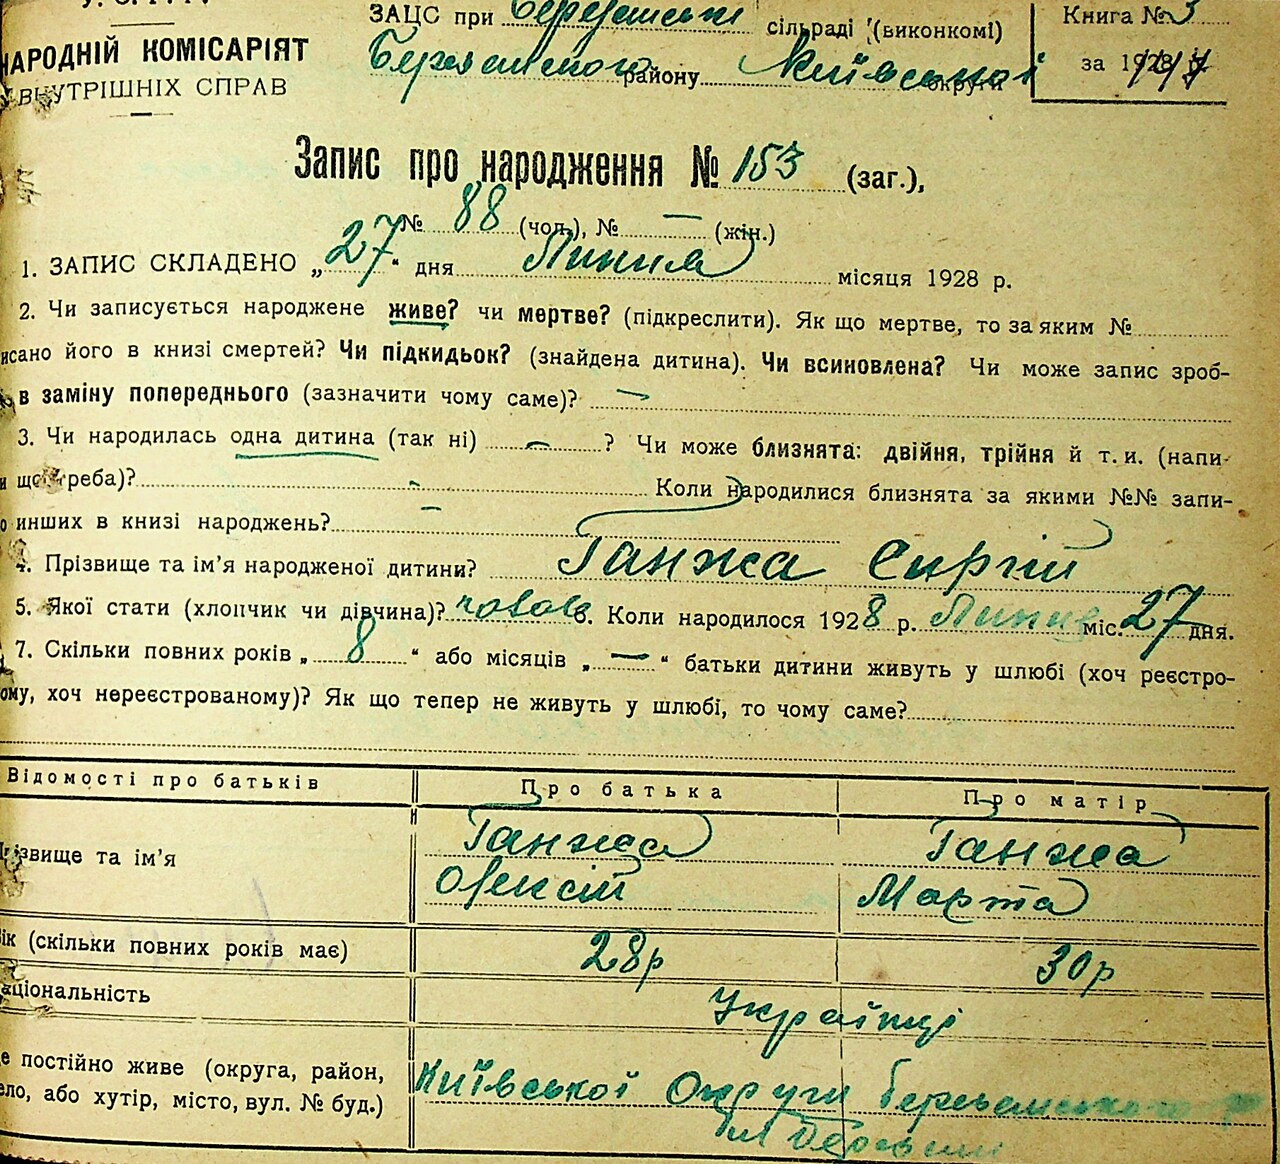 У.С.Р.Р.
НАРОДНІЙ КОМІСАРІЯТ
ВНУТРІШНІХ СПРАВ
ЗАЦС при сільраді (виконкомі)
району Київської округи
Книга № 3
за 1928
Запис про народження № 153 (заг.),
№ 88 (чол.), № — (жін.)
1. ЗАПИС СКЛАДЕНО „27“ дня Липня місяця 1928 р.
2. Чи записується народжене живе? чи мертве? (підкреслити). Як що мертве, то за яким №
исано його в книзі смертей? Чи підкидьок? (знайдена дитина). Чи всиновлена? Чи може запис зроб-
в заміну попереднього (зазначити чому саме)? —
3. Чи народилась одна дитина (так ні) — ? Чи може близнята: двійня, трійня й т. и. (напи-
и що треба)? - Коли народилися близнята за якими №№ запи-
о инших в книзі народжень? —
4. Прізвище та ім'я народженої дитини? Ганжа Сергій
5. Якої стати (хлопчик чи дівчина)? 6. Коли народилося 1928 р. Липня міс. 27 дня.
7. Скільки повних років „ 8 “ або місяців „ — “ батьки дитини живуть у шлюбі (хоч реєстро-
ому, хоч нереєстрованому)? Як що тепер не живуть у шлюбі, то чому саме?
Відомості про батьків Про батька Про матір
Прізвище та ім'я Ганжа Ганжа
Олексій Марта
Вік (скільки повних років має) 28р 30р
аціональність Українці
е постійно живе (округа, район, Київської Округи
ело, або хутір, місто, вул. № буд.)